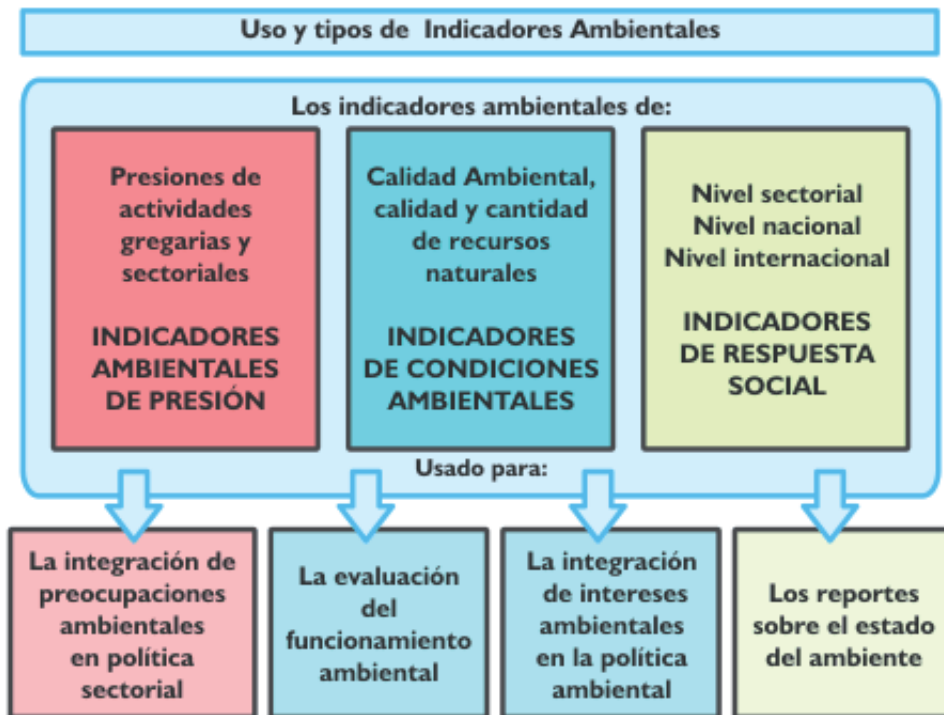 Uso y tipos de Indicadores Ambientales
Los indicadores ambientales de:
Presiones de
actividades
gregarias y
sectoriales
INDICADORES
AMBIENTALES
DE PRESIÓN
Calidad Ambiental,
calidad y cantidad
de recursos
naturales
INDICADORES
DE CONDICIONES
AMBIENTALES
Nivel sectorial
Nivel nacional
Nivel internacional
INDICADORES
DE RESPUESTA
SOCIAL
Usado para:
La integración de
preocupaciones
ambientales
en política
sectorial
La evaluación
del
funcionamiento
ambiental
La integración
de intereses
ambientales
en la política
ambiental
Los reportes
sobre el estado
del ambiente